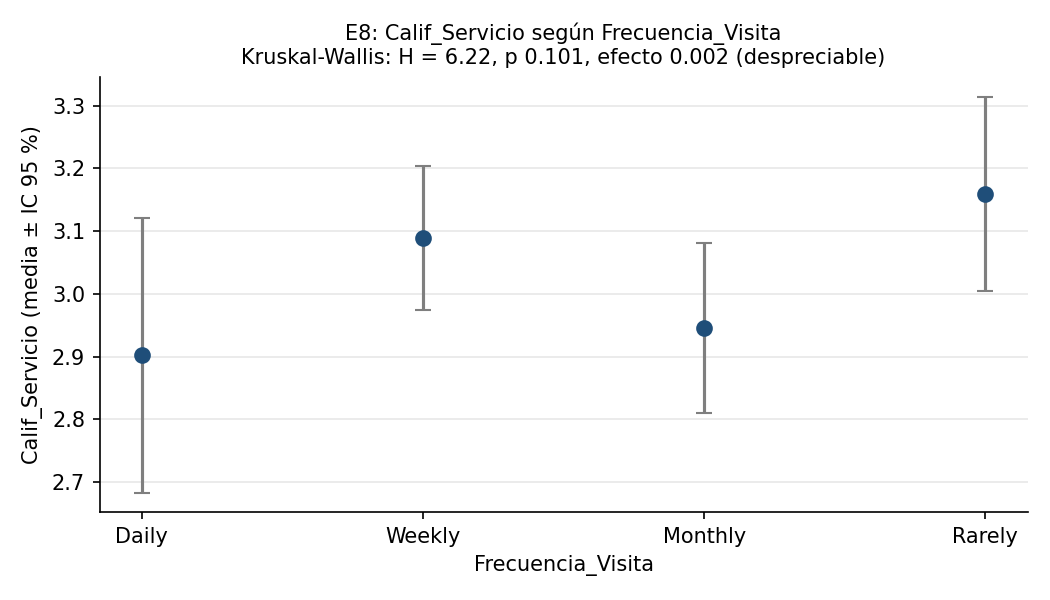 E8: Calif_Servicio según Frecuencia_Visita
Kruskal-Wallis: H = 6.22, p 0.101, efecto 0.002 (despreciable)
Calif_Servicio (media ± IC 95 %)
3.3
3.2
3.1
3.0
2.9
2.8
2.7
Daily
Weekly
Monthly
Rarely
Frecuencia_Visita